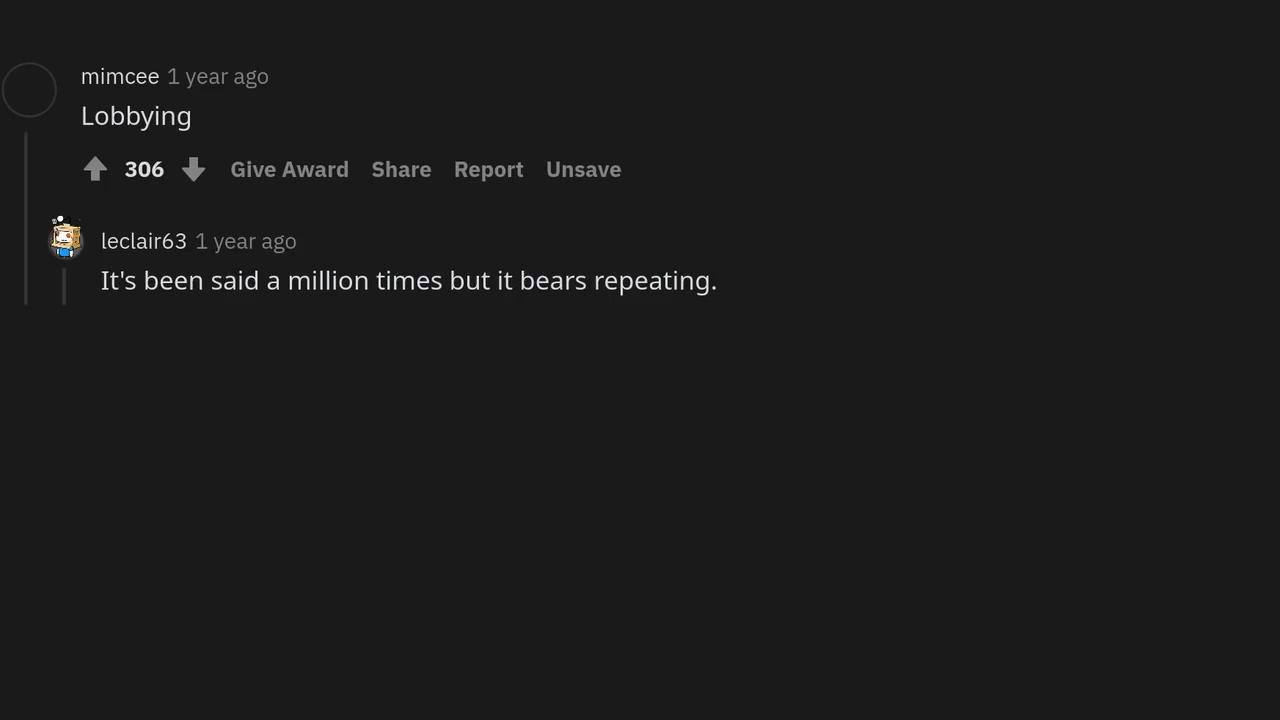 mimcee 1 year ago
Lobbying
306 Give Award Share Report Unsave
leclair63 1 year ago
It's been said a million times but it bears repeating.